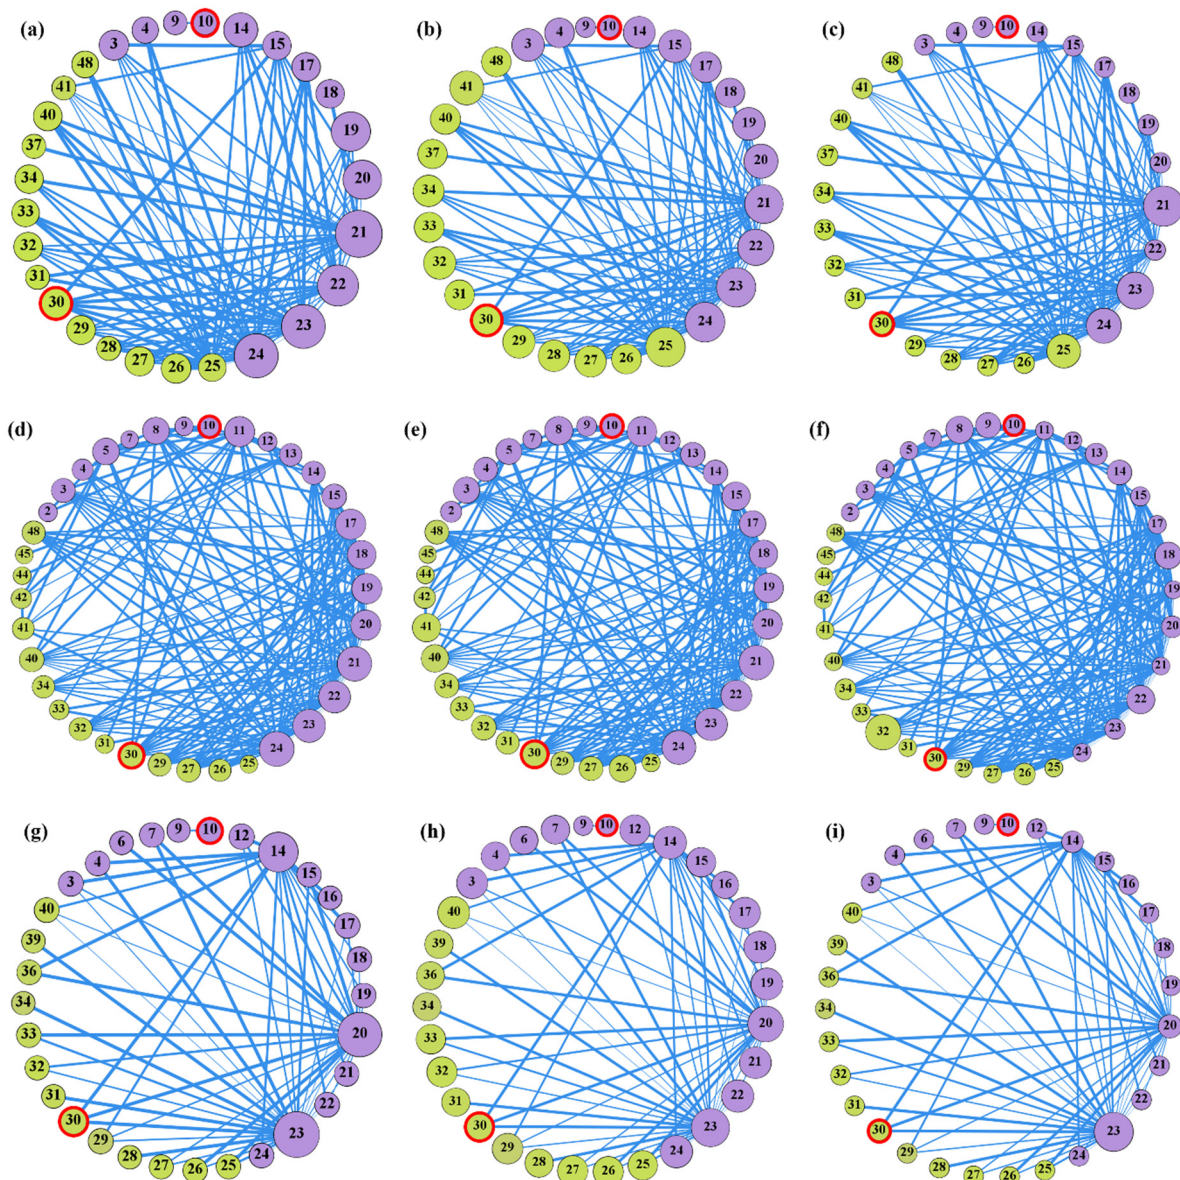 (a)
3 4 9 10 14 15 17 18 19 20 21 22 23 24 25 26 27 28 29 30 31 32 33 34 37 40 41 48
(b)
3 4 9 10 14 15 17 18 19 20 21 22 23 24 25 26 27 28 29 30 31 32 33 34 37 40 41 48
(c)
3 4 9 10 14 15 17 18 19 20 21 22 23 24 25 26 27 28 29 30 31 32 33 34 37 40 41 48
(d)
2 3 4 5 7 8 9 10 11 12 13 14 15 17 18 19 20 21 22 23 24 25 26 27 29 30 31 32 33 34 40 41 42 44 45 48
(e)
2 3 4 5 7 8 9 10 11 12 13 14 15 17 18 19 20 21 22 23 24 25 26 27 29 30 31 32 33 34 40 41 42 44 45 48
(f)
2 3 4 5 7 8 9 10 11 12 13 14 15 17 18 19 20 21 22 23 24 25 26 27 29 30 31 32 33 34 40 41 42 44 45 48
(g)
3 4 6 7 9 10 12 14 15 16 17 18 19 20 21 22 23 24 25 26 27 28 29 30 31 32 33 34 36 39 40
(h)
3 4 6 7 9 10 12 14 15 16 17 18 19 20 21 22 23 24 25 26 27 28 29 30 31 32 33 34 36 39 40
(i)
3 4 6 7 9 10 12 14 15 16 17 18 19 20 21 22 23 24 25 26 27 28 29 30 31 32 33 34 36 39 40